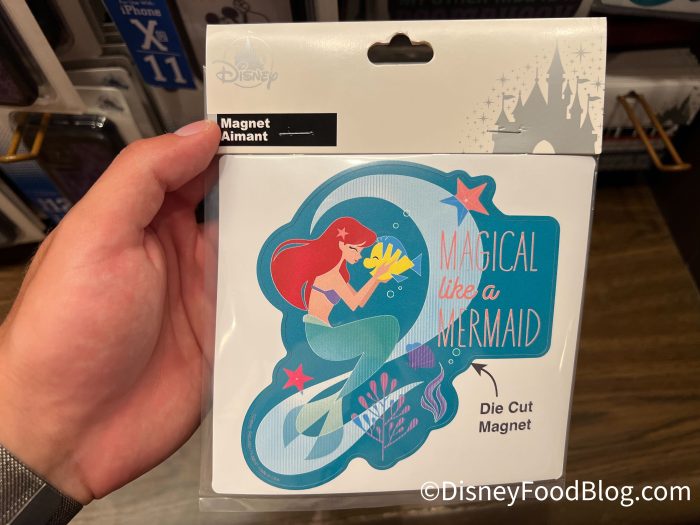 iPhone
X
11
Disney
Magnet
Aimant
MAGICAL
like a
MERMAID
Die Cut
Magnet
©DisneyFoodBlog.com